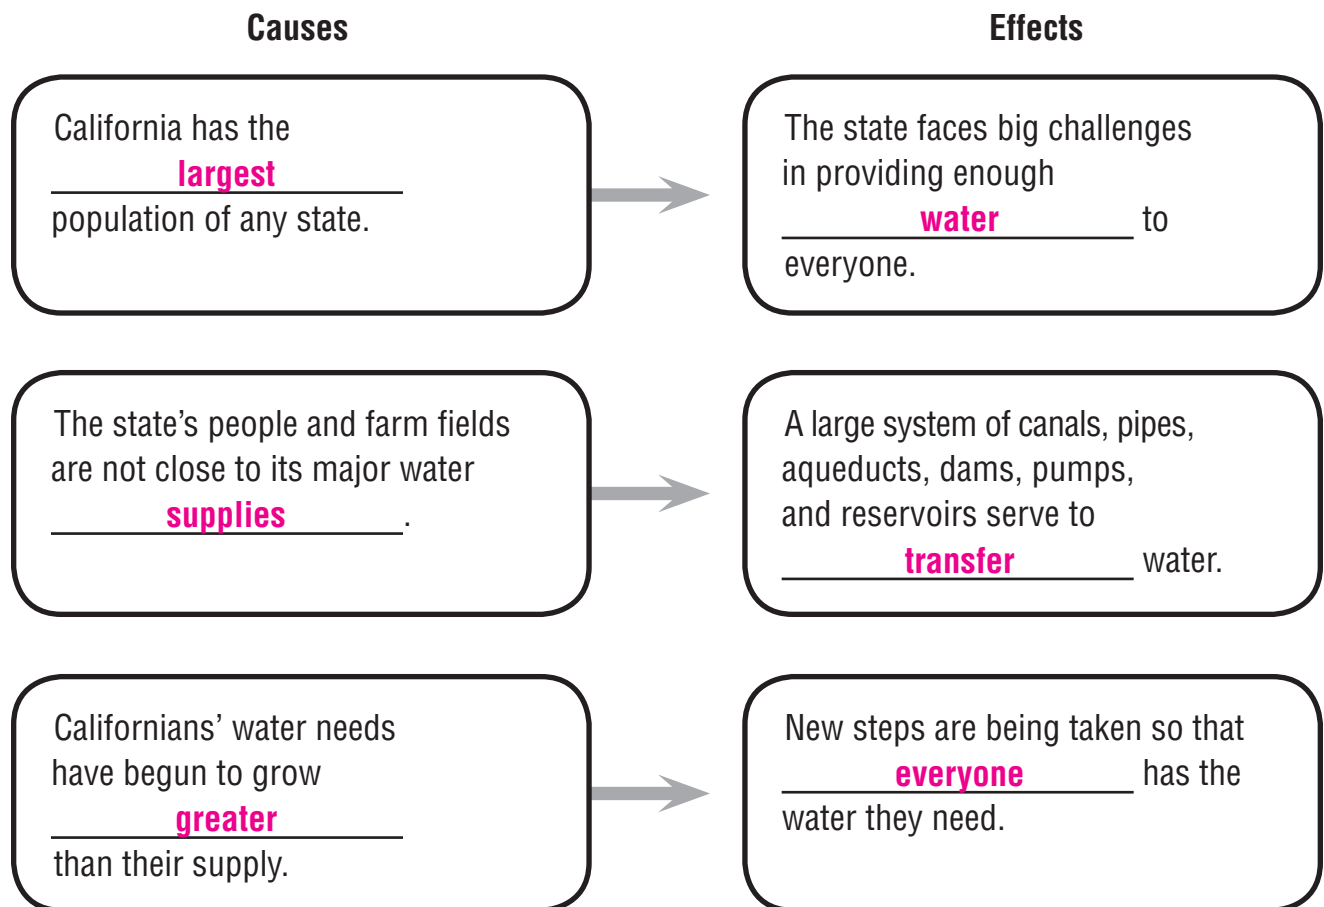 Causes
Effects
California has the
largest
population of any state.
The state faces big challenges
in providing enough
water to
everyone.
The state’s people and farm fields
are not close to its major water
supplies.
A large system of canals, pipes,
aqueducts, dams, pumps,
and reservoirs serve to
transfer water.
Californians’ water needs
have begun to grow
greater
than their supply.
New steps are being taken so that
everyone has the
water they need.